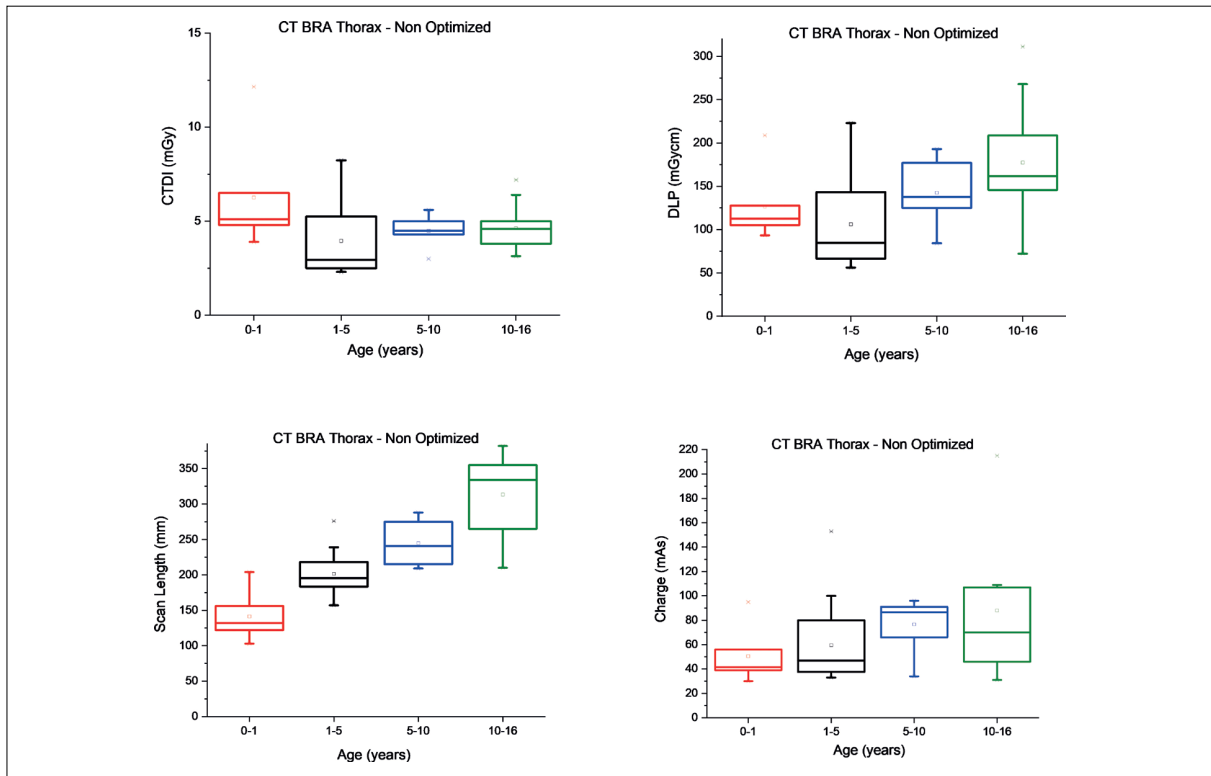 CT BRA Thorax - Non Optimized
15
10
5
0
CTDI (mGy)
0-1 1-5 5-10 10-16
Age (years)
CT BRA Thorax - Non Optimized
300
250
200
150
100
50
0
DLP (mGycm)
0-1 1-5 5-10 10-16
Age (years)
CT BRA Thorax - Non Optimized
350
300
250
200
150
100
50
0
Scan Length (mm)
0-1 1-5 5-10 10-16
Age (years)
CT BRA Thorax - Non Optimized
220
200
180
160
140
120
100
80
60
40
20
0
Charge (mAs)
0-1 1-5 5-10 10-16
Age (years)